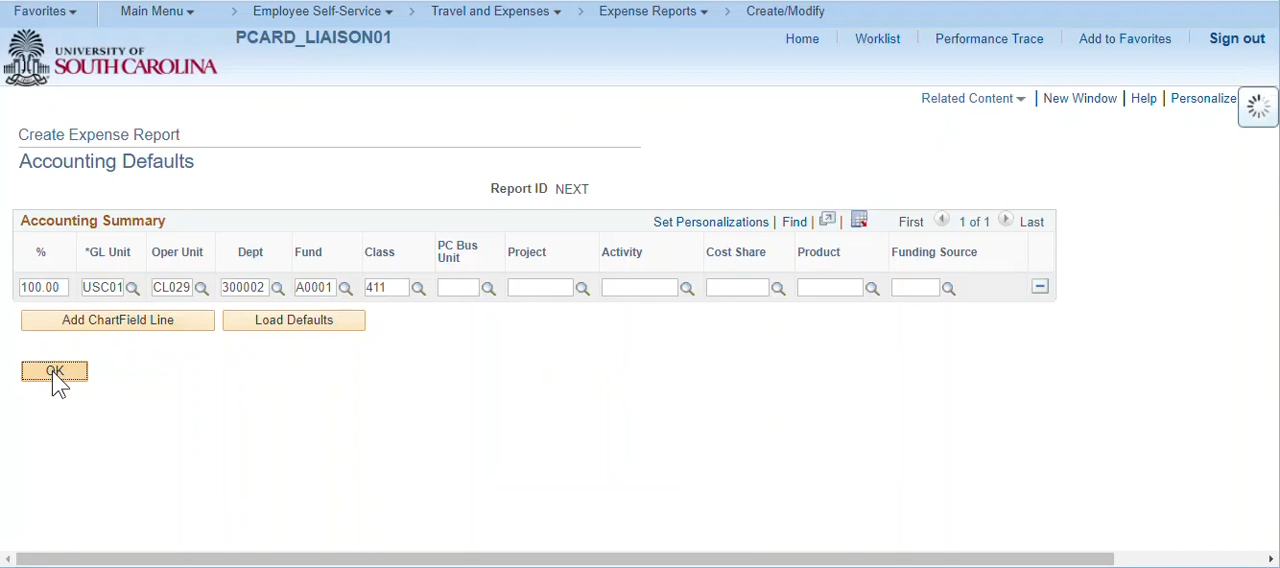 Favorites Main Menu > Employee Self-Service > Travel and Expenses > Expense Reports > Create/Modify
UNIVERSITY OF
SOUTH CAROLINA
PCARD_LIAISON01
Home Worklist Performance Trace Add to Favorites Sign out
Related Content New Window Help Personalize
Create Expense Report
Accounting Defaults
Report ID NEXT
Accounting Summary Set Personalizations | Find | | First 1 of 1 Last
% *GL Unit Oper Unit Dept Fund Class PC Bus Unit Project Activity Cost Share Product Funding Source
100.00 USC01 CL029 300002 A0001 411
Add ChartField Line Load Defaults
OK